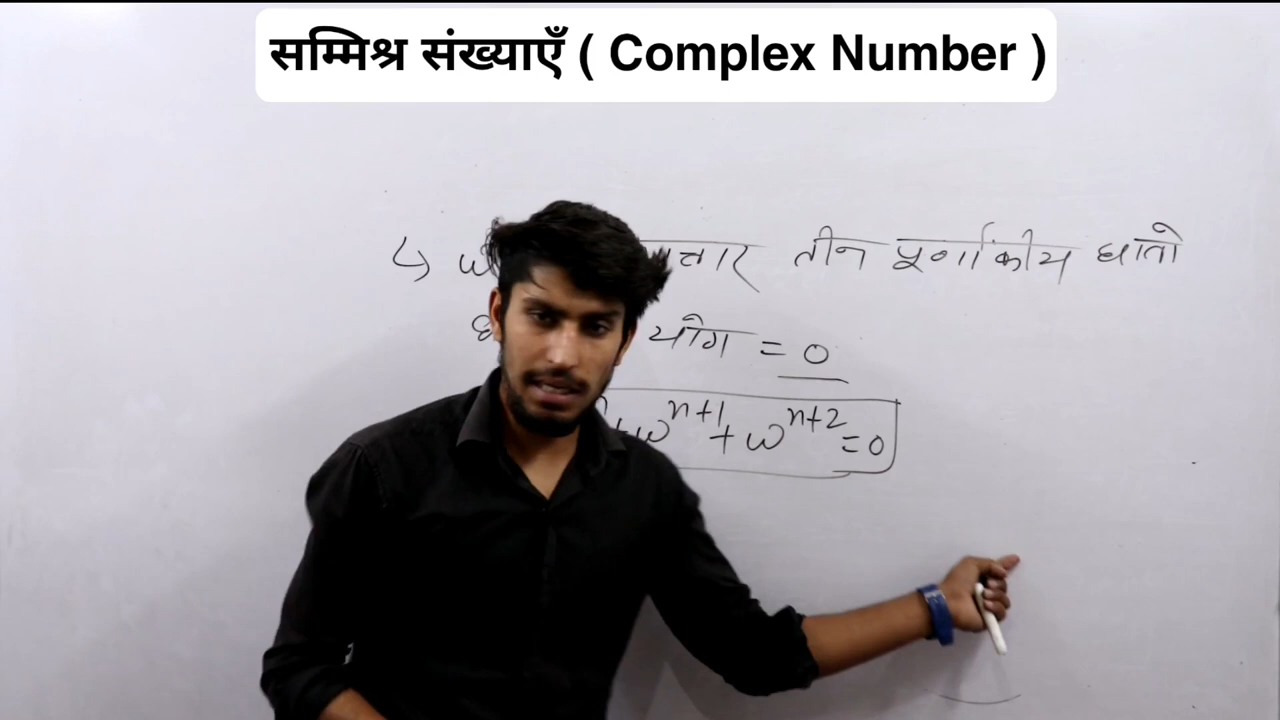 सम्मिश्र संख्याएँ ( Complex Number )
↳ तीन पूर्णांकीय घातो
योग = 0
+ ω^{n+1} + ω^{n+2} = 0